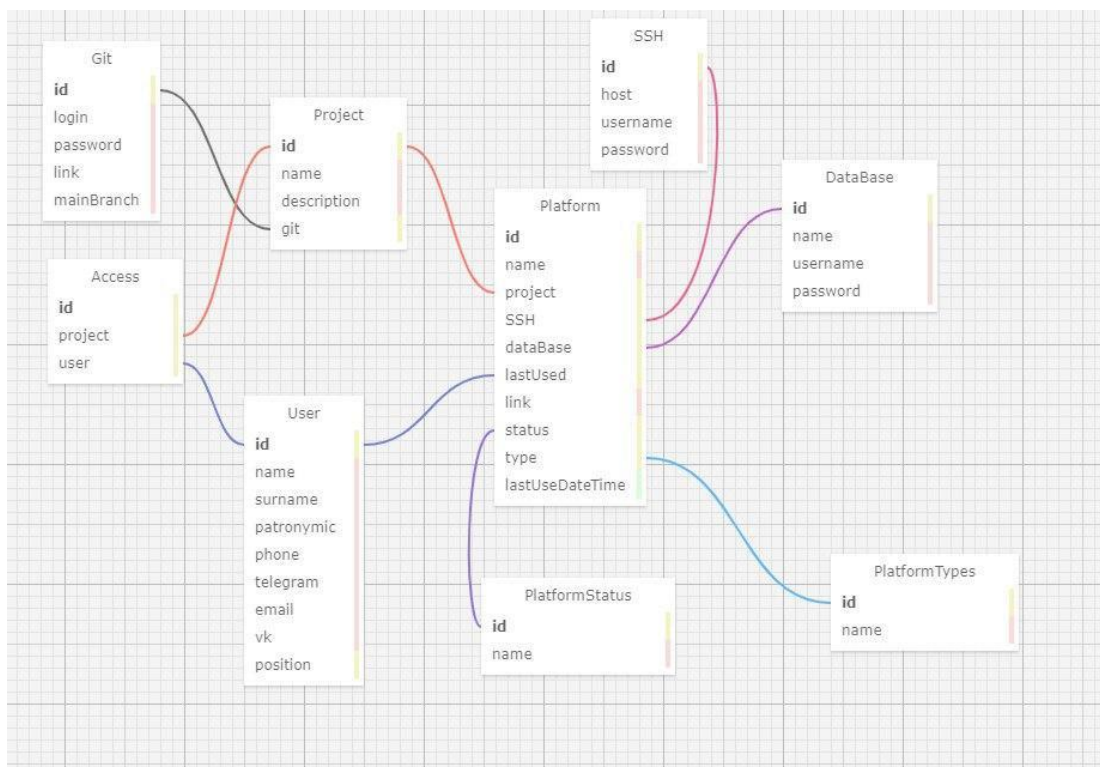 Git
id
login
password
link
mainBranch
Project
id
name
description
git
SSH
id
host
username
password
DataBase
id
name
username
password
Platform
id
name
project
SSH
dataBase
lastUsed
link
status
type
lastUseDateTime
Access
id
project
user
User
id
name
surname
patronymic
phone
telegram
email
vk
position
PlatformStatus
id
name
PlatformTypes
id
name